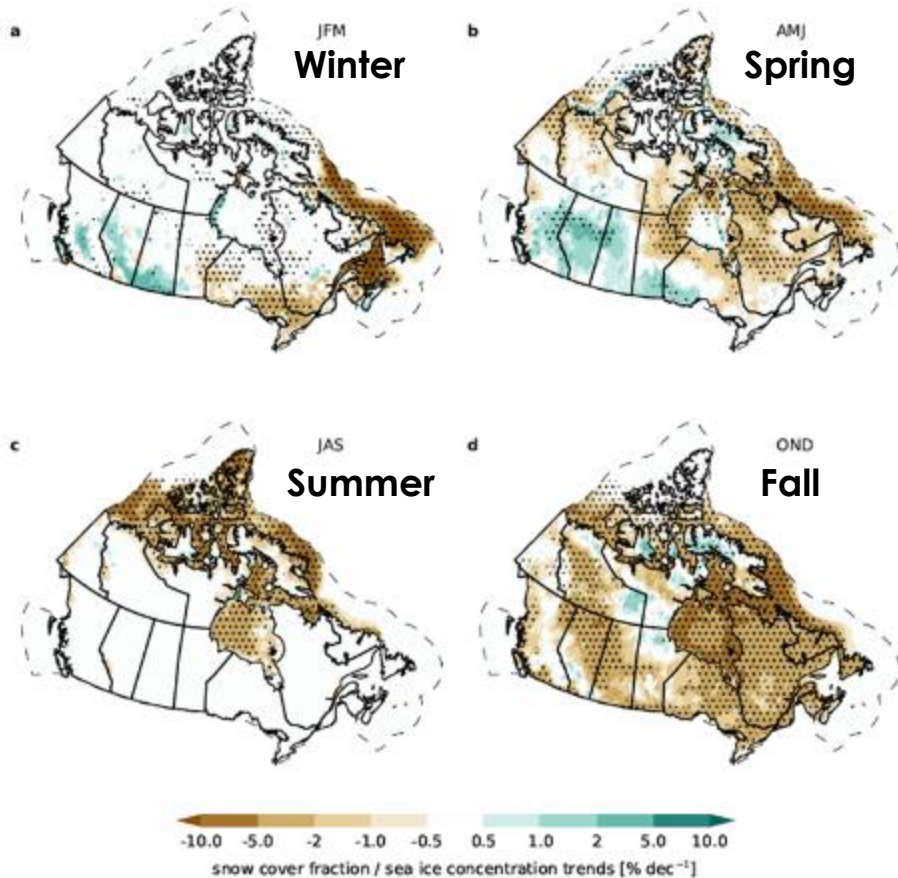 a JFM
Winter
b AMJ
Spring
c JAS
Summer
d OND
Fall
-10.0 -5.0 -2 -1.0 -0.5 0.5 1.0 2 5.0 10.0
snow cover fraction / sea ice concentration trends [% dec⁻¹]